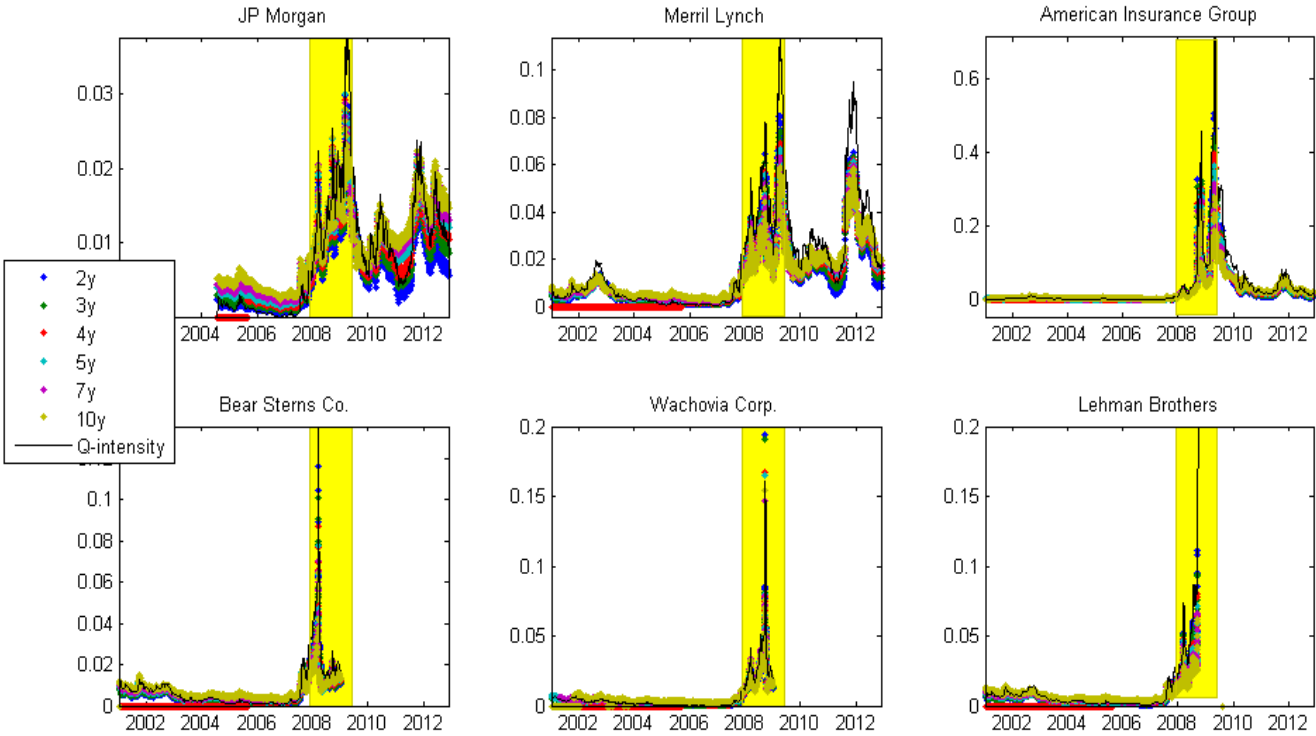 JP Morgan
Merril Lynch
American Insurance Group
0.03
0.02
0.01
2004 2006 2008 2010 2012
0.1
0.08
0.06
0.04
0.02
0
2002 2004 2006 2008 2010 2012
0.6
0.4
0.2
0
2002 2004 2006 2008 2010 2012
2y
3y
4y
5y
7y
10y
Q-intensity
Bear Sterns Co.
Wachovia Corp.
Lehman Brothers
0.1
0.08
0.06
0.04
0.02
0
2002 2004 2006 2008 2010 2012
0.2
0.15
0.1
0.05
0
2002 2004 2006 2008 2010 2012
0.2
0.15
0.1
0.05
0
2002 2004 2006 2008 2010 2012